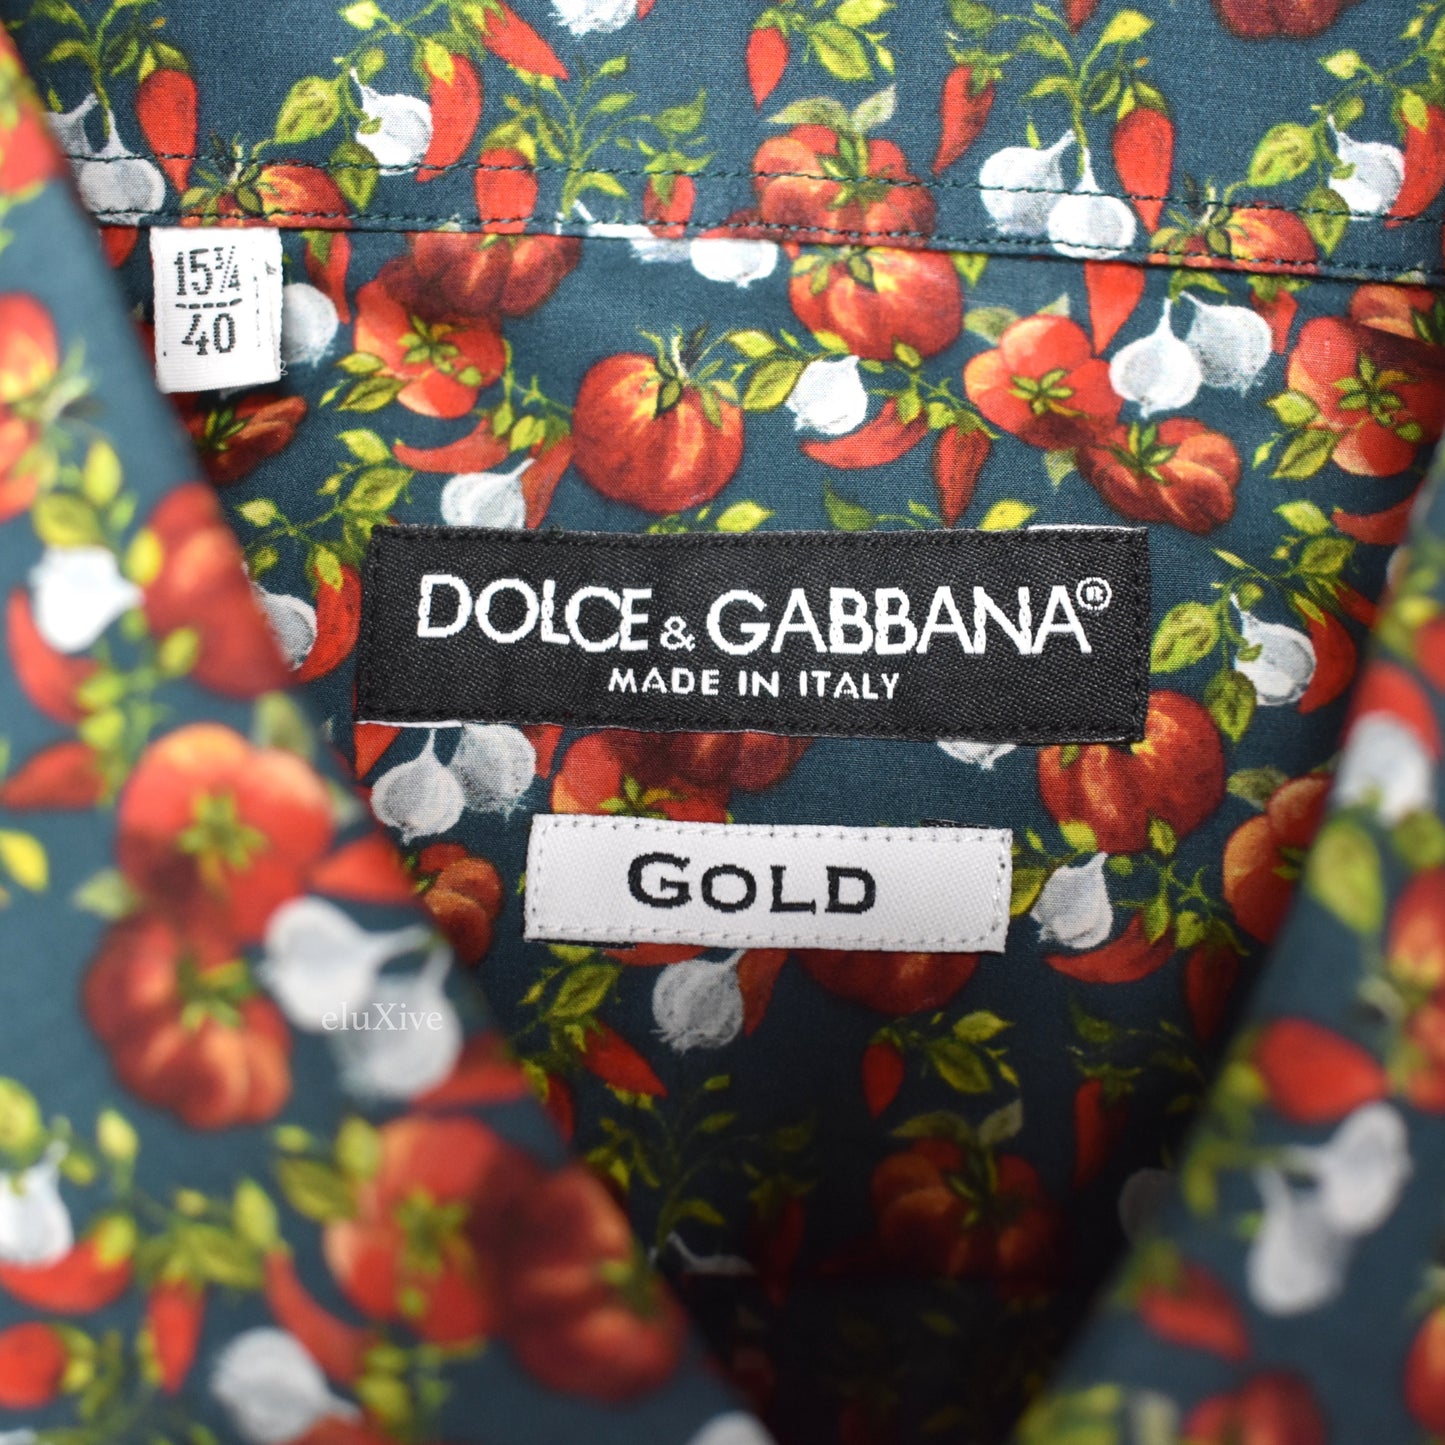 15¾
40
DOLCE & GABBANA®
MADE IN ITALY
GOLD
eluXive